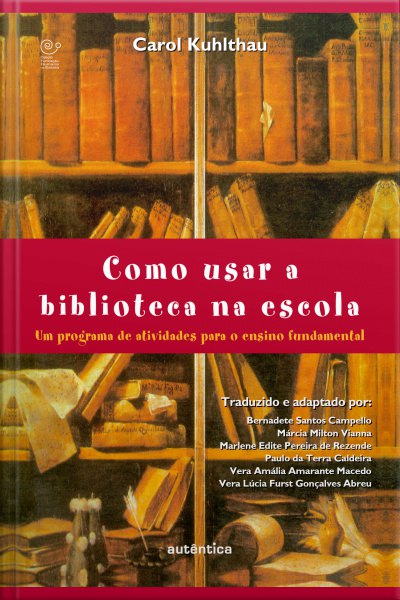 Carol Kuhlthau
Como usar a
biblioteca na escola
Um programa de atividades para o ensino fundamental
Traduzido e adaptado por:
Bernadete Santos Campello
Márcia Milton Vianna
Marlene Edite Pereira de Rezende
Paulo da Terra Caldeira
Vera Amália Amarante Macedo
Vera Lúcia Furst Gonçalves Abreu
autêntica